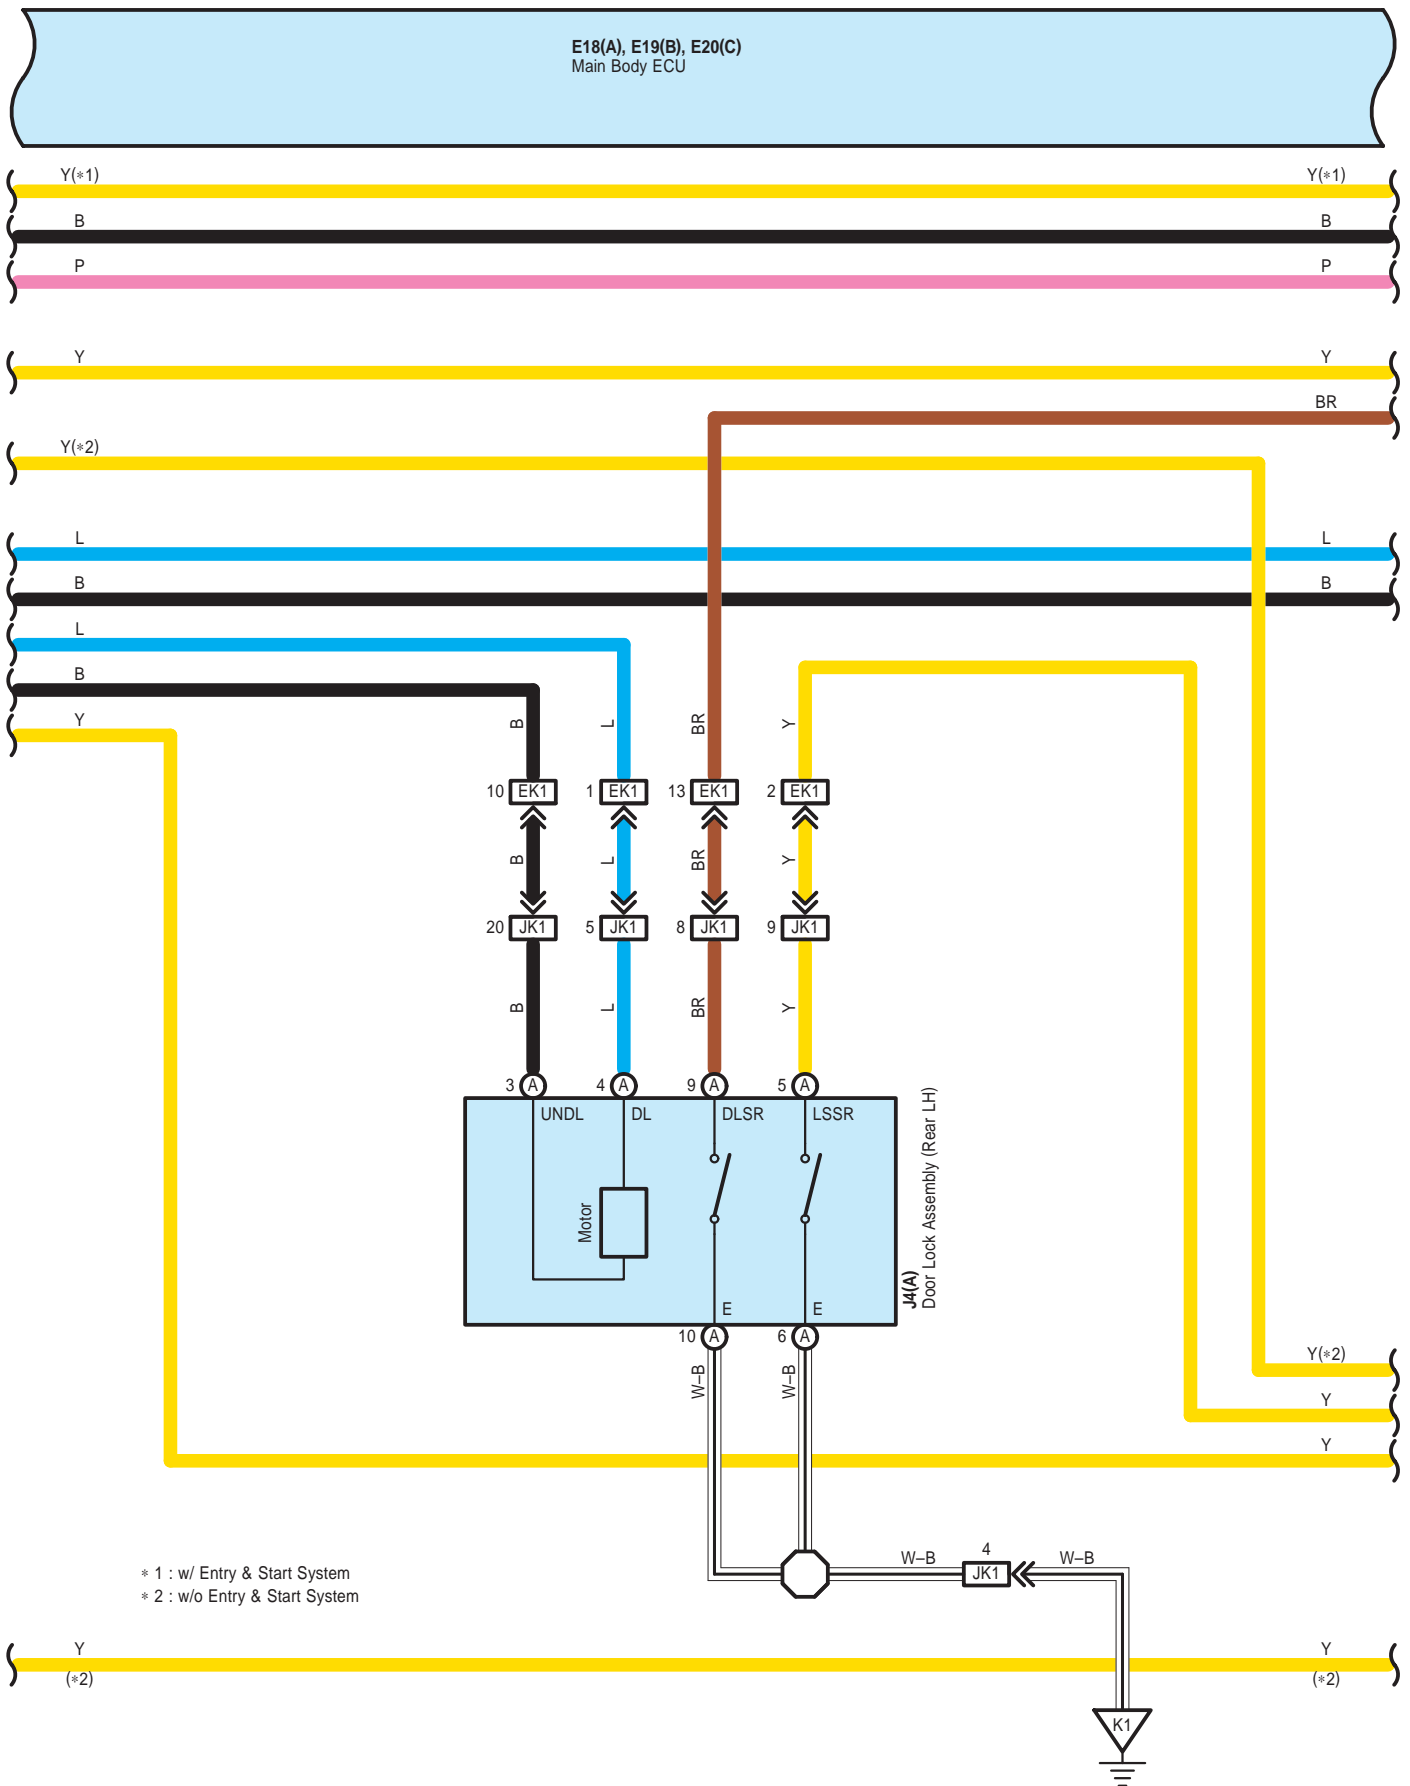 E18(A), E19(B), E20(C)
Main Body ECU
Y(∗1) Y(∗1)
B B
P P
Y Y
BR
Y(∗2)
L L
B B
L
B
Y
B L BR Y
10 EK1 1 EK1 13 EK1 2 EK1
B L BR Y
20 JK1 5 JK1 8 JK1 9 JK1
B L BR Y
3 A 4 A 9 A 5 A
UNDL DL DLSR LSSR
Motor
J4(A)
Door Lock Assembly (Rear LH)
E E
10 A 6 A
W–B W–B
Y(∗2)
Y
Y
W–B 4 JK1 W–B
∗ 1 : w/ Entry & Start System
∗ 2 : w/o Entry & Start System
Y Y
(∗2) (∗2)
K1